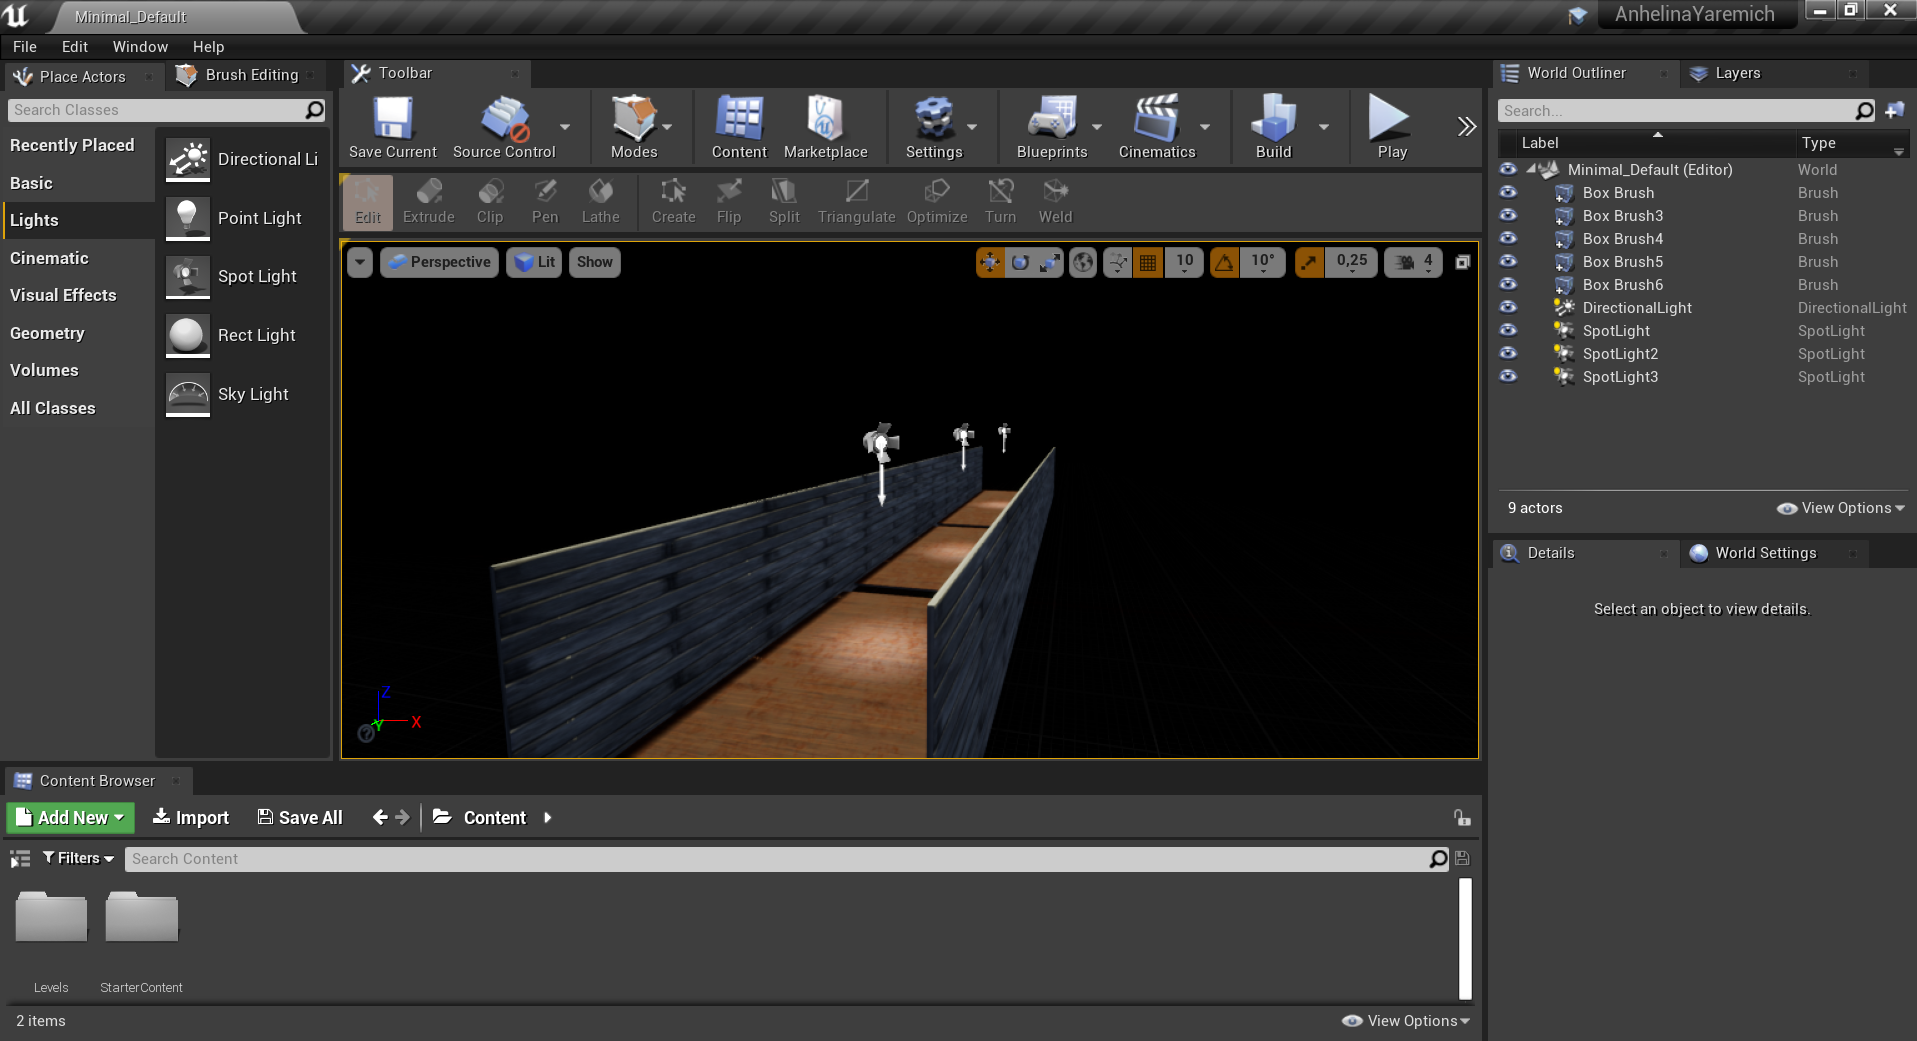 Minimal_Default
AnhelinaYaremich
File Edit Window Help
Place Actors
Brush Editing
Search Classes
Recently Placed
Basic
Lights
Cinematic
Visual Effects
Geometry
Volumes
All Classes
Directional Li
Point Light
Spot Light
Rect Light
Sky Light
Toolbar
Save Current
Source Control
Modes
Content
Marketplace
Settings
Blueprints
Cinematics
Build
Play
Edit
Extrude
Clip
Pen
Lathe
Create
Flip
Split
Triangulate
Optimize
Turn
Weld
Perspective
Lit
Show
10
10°
0,25
4
Z
X
Y
World Outliner
Layers
Search...
Label Type
Minimal_Default (Editor) World
Box Brush Brush
Box Brush3 Brush
Box Brush4 Brush
Box Brush5 Brush
Box Brush6 Brush
DirectionalLight DirectionalLight
SpotLight SpotLight
SpotLight2 SpotLight
SpotLight3 SpotLight
9 actors
View Options
Details
World Settings
Select an object to view details.
Content Browser
Add New
Import
Save All
Content
Filters
Search Content
Levels
StarterContent
2 items
View Options